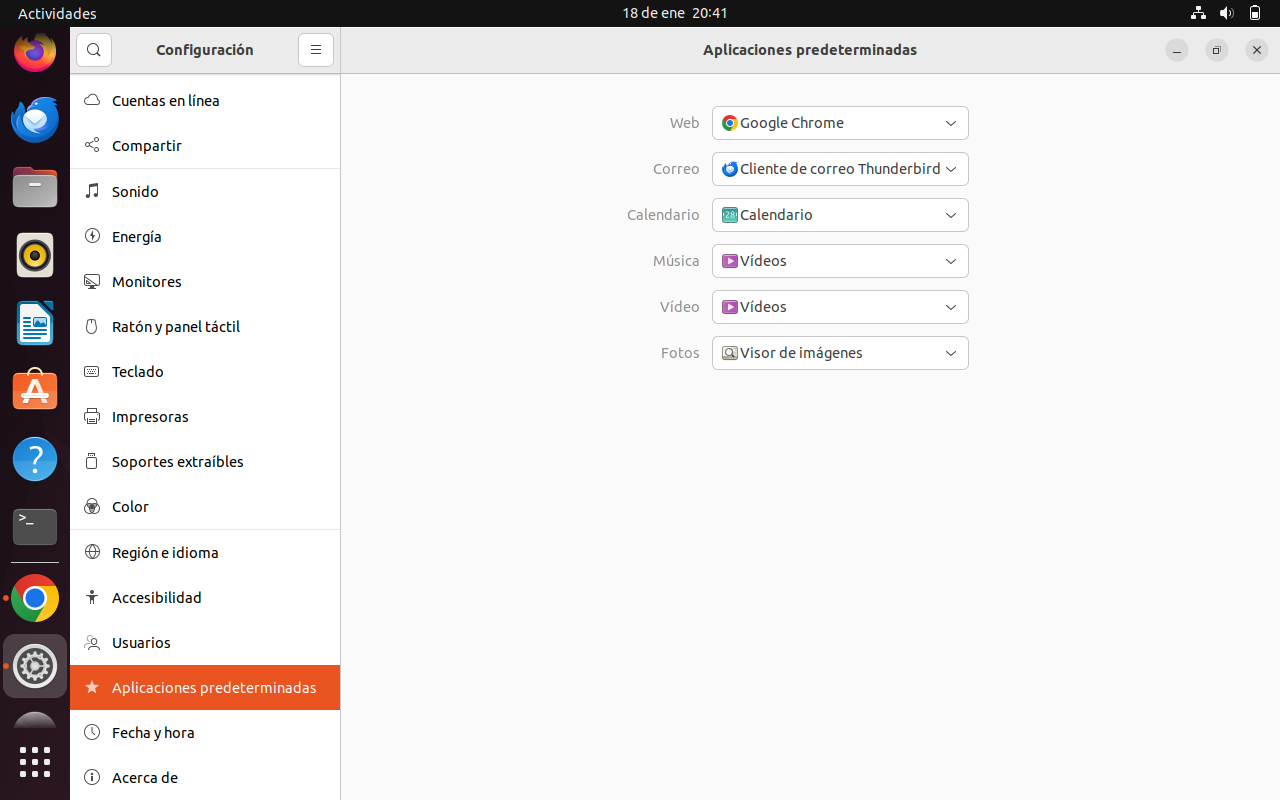 Actividades
18 de ene 20:41
Configuración
Aplicaciones predeterminadas
Cuentas en línea
Compartir
Sonido
Energía
Monitores
Ratón y panel táctil
Teclado
Impresoras
Soportes extraíbles
Color
Región e idioma
Accesibilidad
Usuarios
Aplicaciones predeterminadas
Fecha y hora
Acerca de
Web Google Chrome
Correo Cliente de correo Thunderbird
Calendario 28 Calendario
Música Vídeos
Vídeo Vídeos
Fotos Visor de imágenes